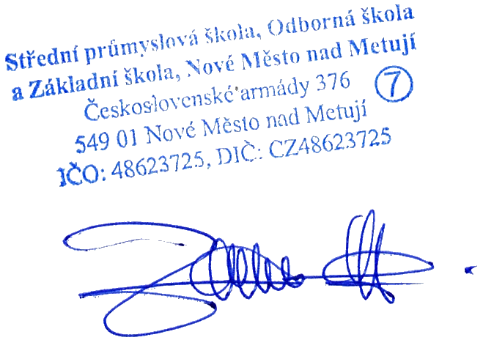 Střední průmyslová škola, Odborná škola
a Základní škola, Nové Město nad Metují
Československé armády 376 7
549 01 Nové Město nad Metují
IČO: 48623725, DIČ: CZ48623725